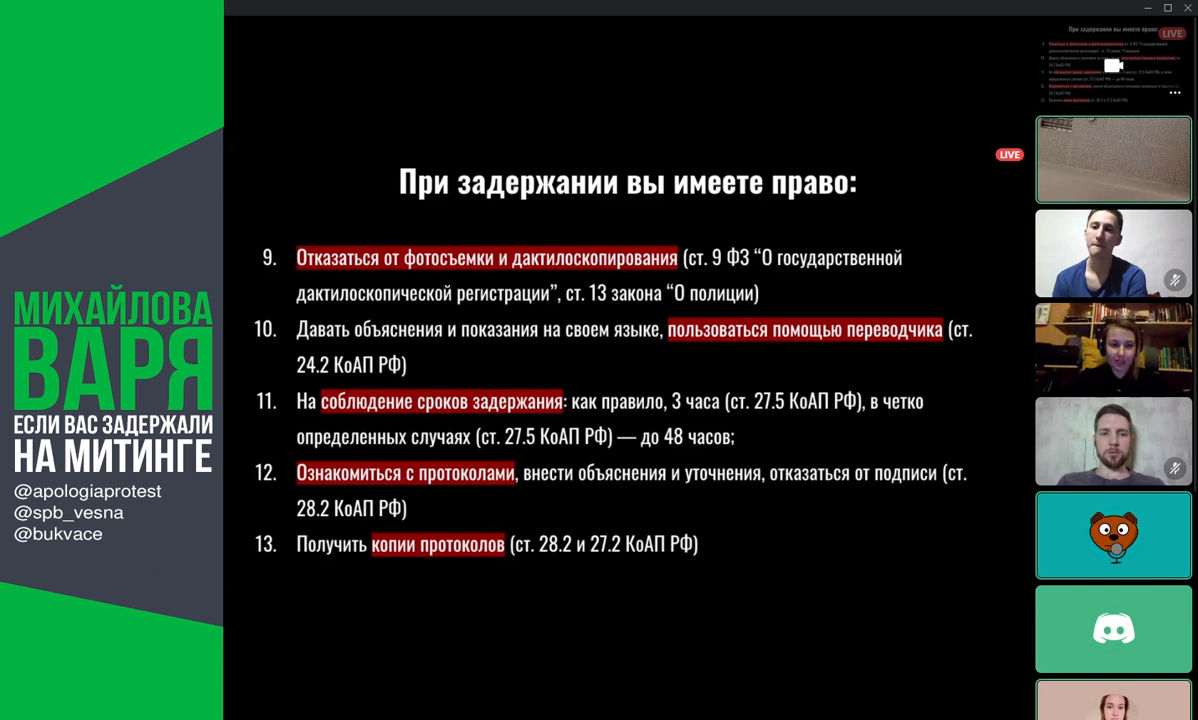 МИХАЙЛОВА
ВАРЯ
ЕСЛИ ВАС ЗАДЕРЖАЛИ
НА МИТИНГЕ
@apologiaprotest
@spb_vesna
@bukvace
При задержании вы имеете право:
9. Отказаться от фотосъемки и дактилоскопирования (ст. 9 ФЗ “О государственной
дактилоскопической регистрации”, ст. 13 закона “О полиции)
10. Давать объяснения и показания на своем языке, пользоваться помощью переводчика (ст.
24.2 КоАП РФ)
11. На соблюдение сроков задержания: как правило, 3 часа (ст. 27.5 КоАП РФ), в четко
определенных случаях (ст. 27.5 КоАП РФ) — до 48 часов;
12. Ознакомиться с протоколами, внести объяснения и уточнения, отказаться от подписи (ст.
28.2 КоАП РФ)
13. Получить копии протоколов (ст. 28.2 и 27.2 КоАП РФ)
LIVE
При задержании вы имеете право:
LIVE